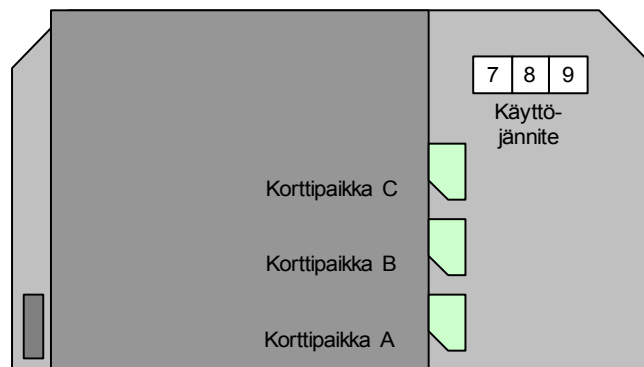 7 8 9
Käyttö-
jännite
Korttipaikka C
Korttipaikka B
Korttipaikka A